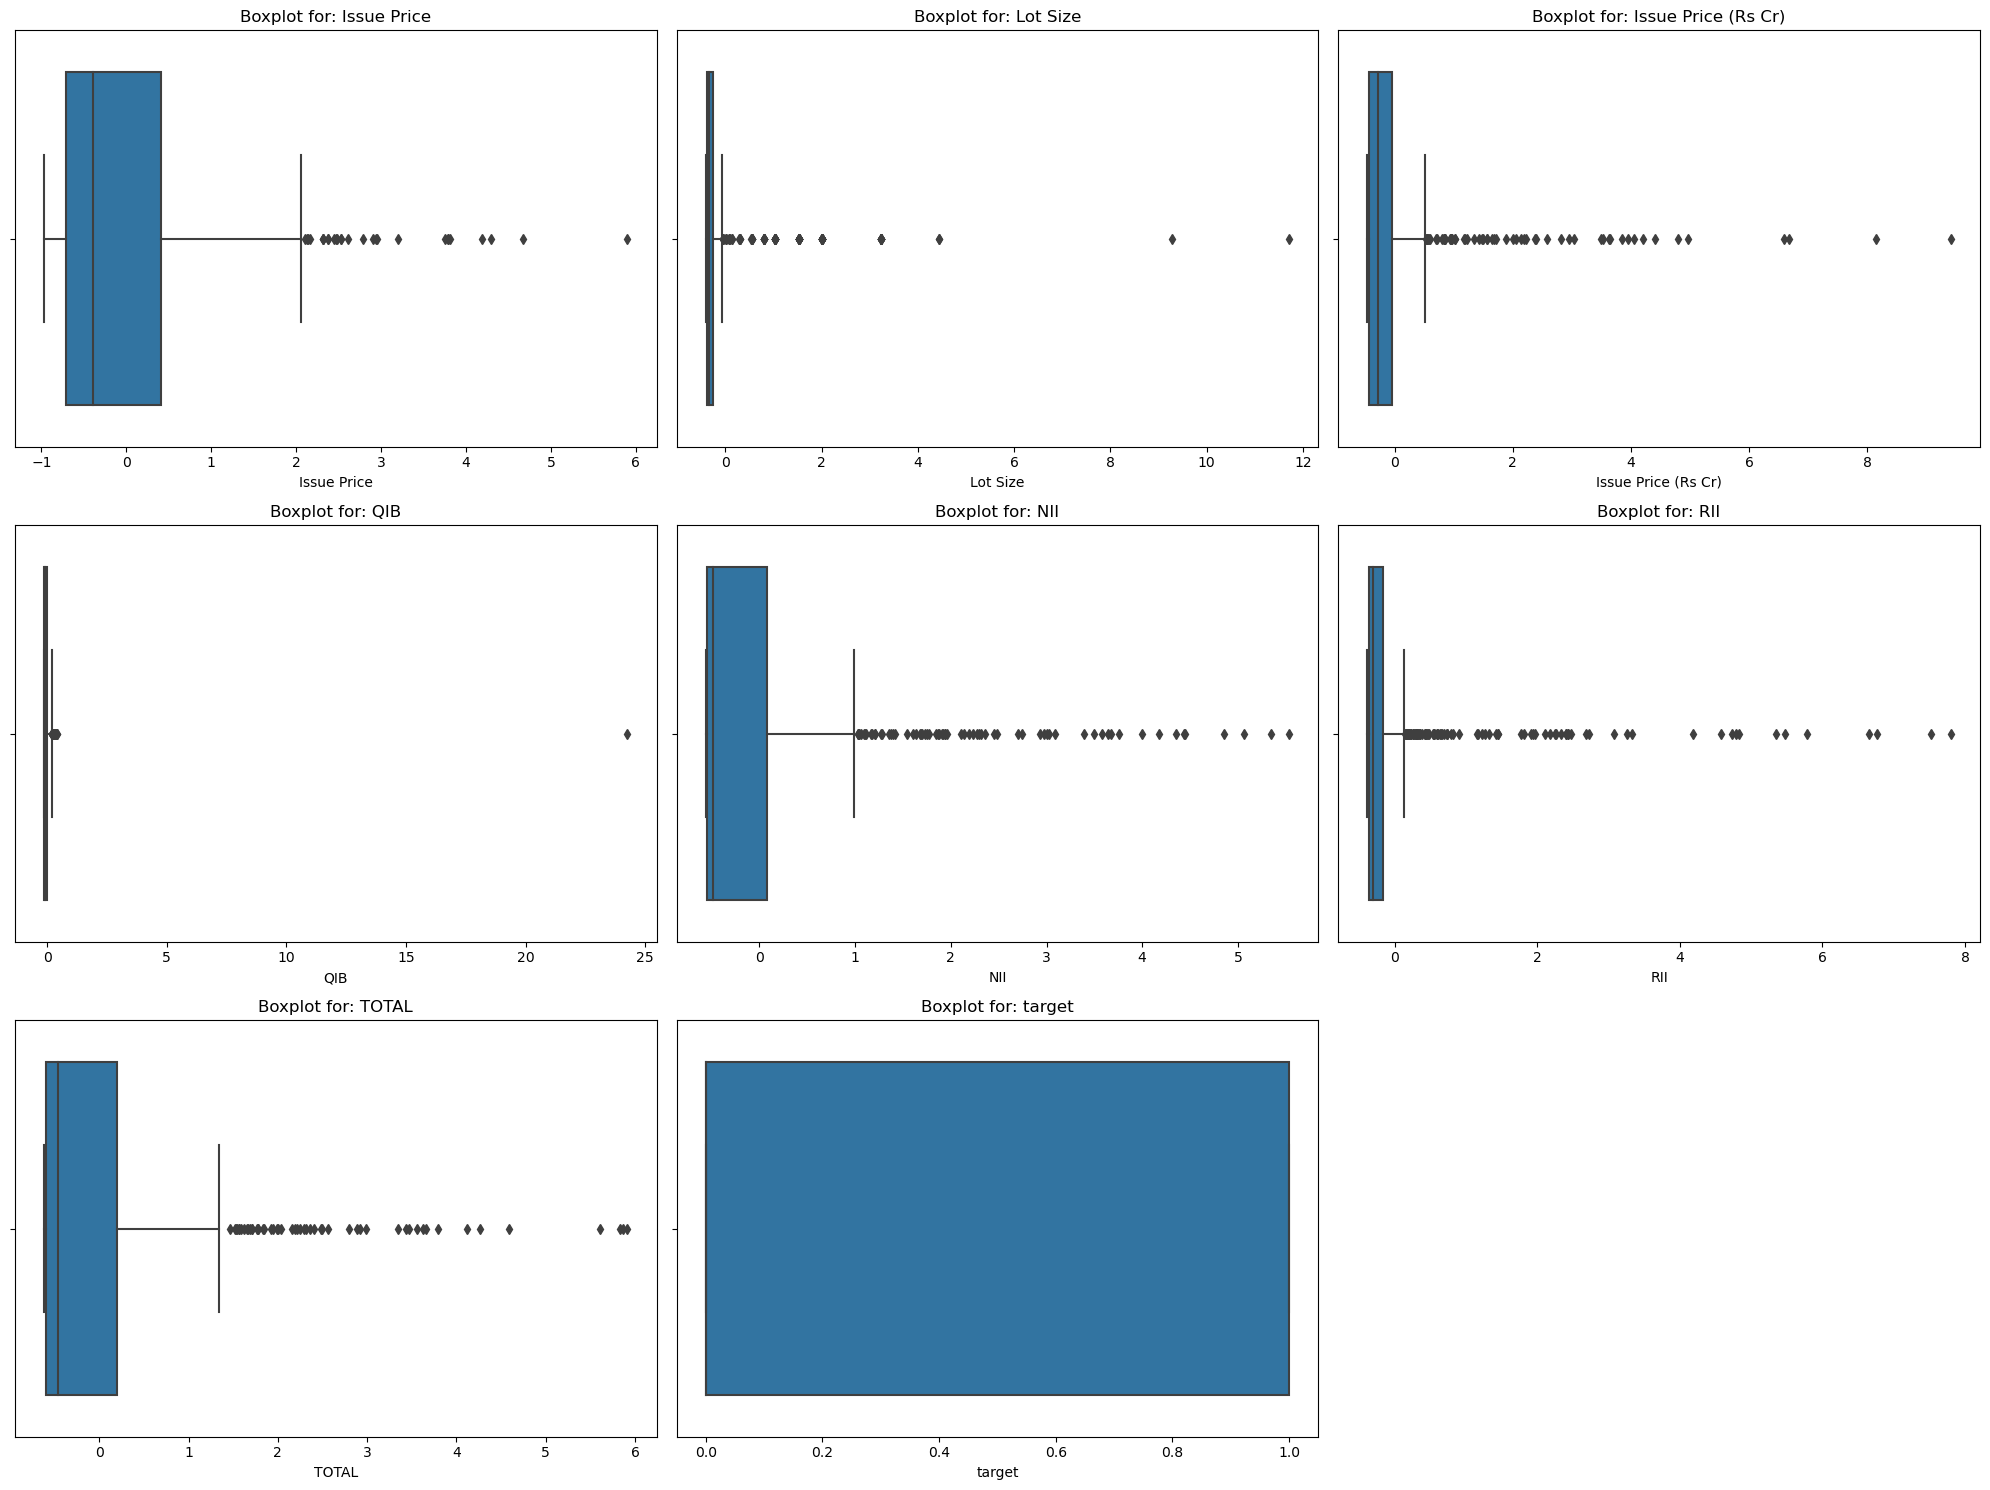 Boxplot for: Issue Price
Boxplot for: Lot Size
Boxplot for: Issue Price (Rs Cr)
−1 0 1 2 3 4 5 6
Issue Price
0 2 4 6 8 10 12
Lot Size
0 2 4 6 8
Issue Price (Rs Cr)
Boxplot for: QIB
Boxplot for: NII
Boxplot for: RII
0 5 10 15 20 25
QIB
0 1 2 3 4 5
NII
0 2 4 6 8
RII
Boxplot for: TOTAL
Boxplot for: target
0 1 2 3 4 5 6
TOTAL
0.0 0.2 0.4 0.6 0.8 1.0
target